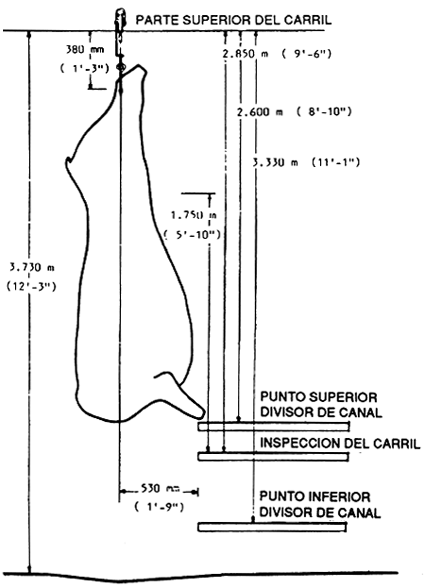 PARTE SUPERIOR DEL CARRIL
380 mm
( 1'-3")
2.850 m ( 9'-6")
2.600 m ( 8'-10")
3.330 m (11'-1")
1.750 m
( 5'-10")
3.730 m
(12'-3")
PUNTO SUPERIOR
DIVISOR DE CANAL
INSPECCION DEL CARRIL
530 mm
( 1'-9")
PUNTO INFERIOR
DIVISOR DE CANAL